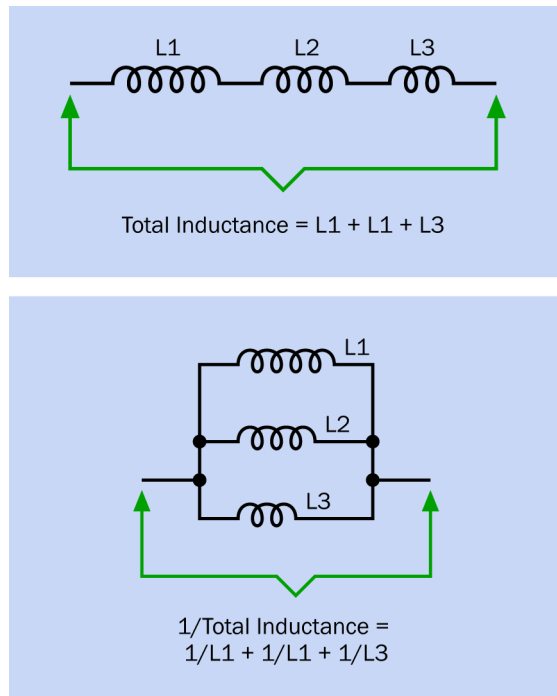 L1 L2 L3
Total Inductance = L1 + L1 + L3
L1
L2
L3
1/Total Inductance =
1/L1 + 1/L1 + 1/L3